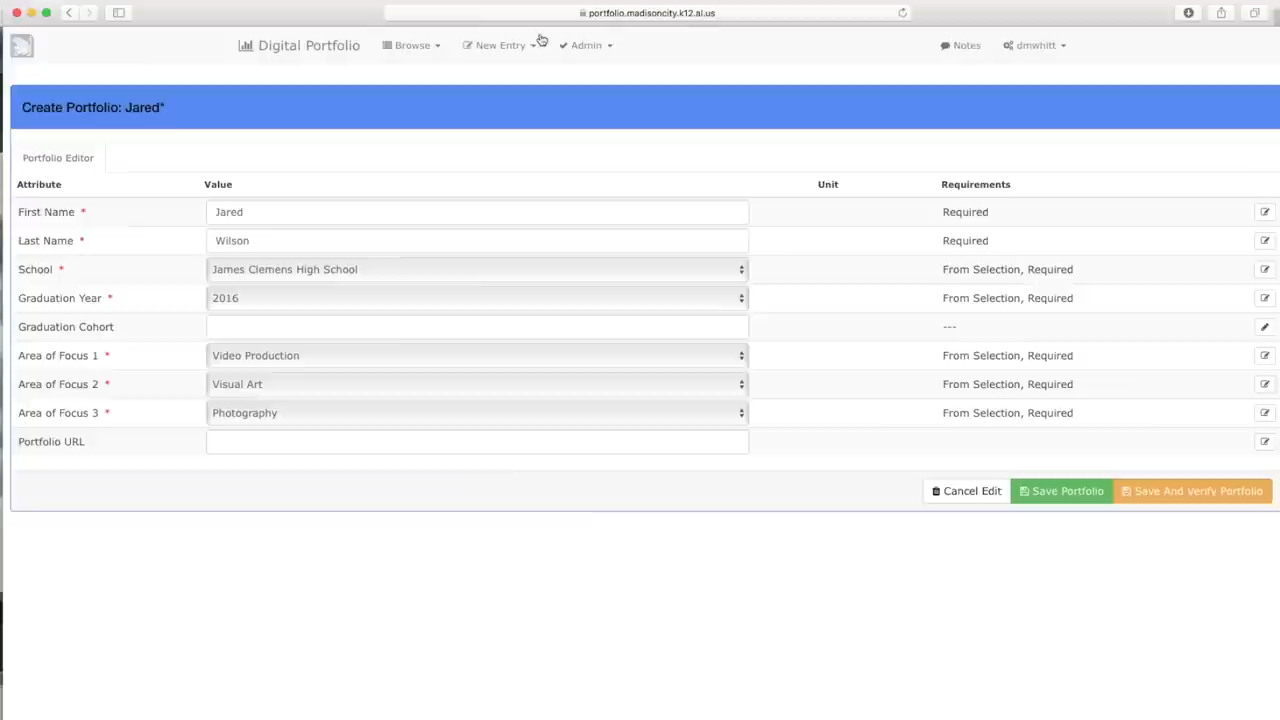 portfolio.madisoncity.k12.al.us
Digital Portfolio Browse New Entry Admin Notes dmwhitt
Create Portfolio: Jared*
Portfolio Editor
Attribute Value Unit Requirements
First Name * Jared Required
Last Name * Wilson Required
School * James Clemens High School From Selection, Required
Graduation Year * 2016 From Selection, Required
Graduation Cohort ---
Area of Focus 1 * Video Production From Selection, Required
Area of Focus 2 * Visual Art From Selection, Required
Area of Focus 3 * Photography From Selection, Required
Portfolio URL
Cancel Edit Save Portfolio Save And Verify Portfolio